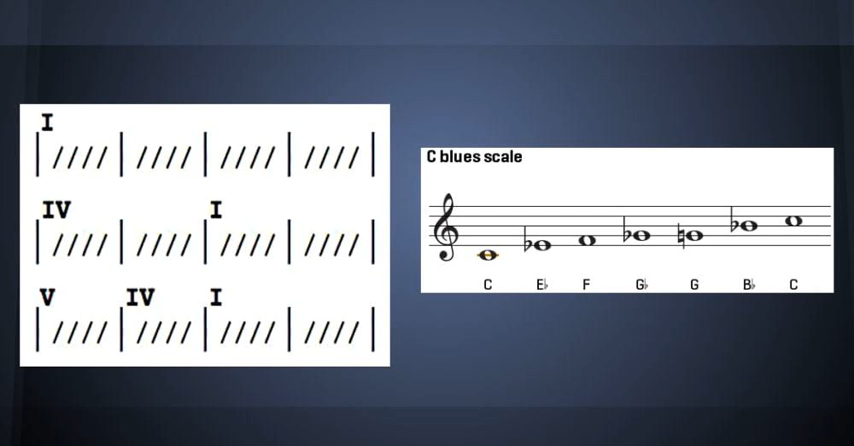 I
| //// | //// | //// | //// |
IV I
| //// | //// | //// | //// |
V IV I
| //// | //// | //// | //// |
C blues scale
C E♭ F G♭ G B♭ C